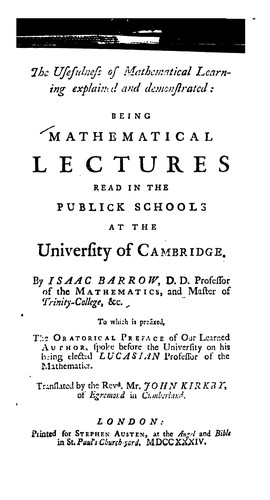 The Usefulness of Mathematical Learn-
ing explained and demonstrated:
BEING
MATHEMATICAL
LECTURES
READ IN THE
PUBLICK SCHOOLS
AT THE
University of CAMBRIDGE.
By ISAAC BARROW, D. D. Professor
of the MATHEMATICS, and Master of
Trinity-College, &c.
To which is prefixed,
The ORATORICAL PREFACE of Our Learned
AUTHOR, spoke before the University on his
being elected LUCASIAN Professor of the
Mathematics.
Translated by the Revd. Mr. JOHN KIRKBY,
of Egremond in Cumberland.
LONDON:
Printed for STEPHEN AUSTEN, at the Angel and Bible
in St. Paul's Church-yard. MDCCXXXIV.